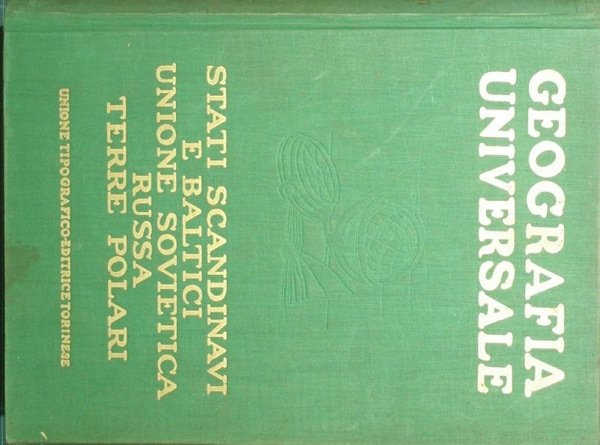 GEOGRAFIA
UNIVERSALE
STATI SCANDINAVI
E BALTICI
UNIONE SOVIETICA
RUSSA
TERRE POLARI
UNIONE TIPOGRAFICO-EDITRICE TORINESE